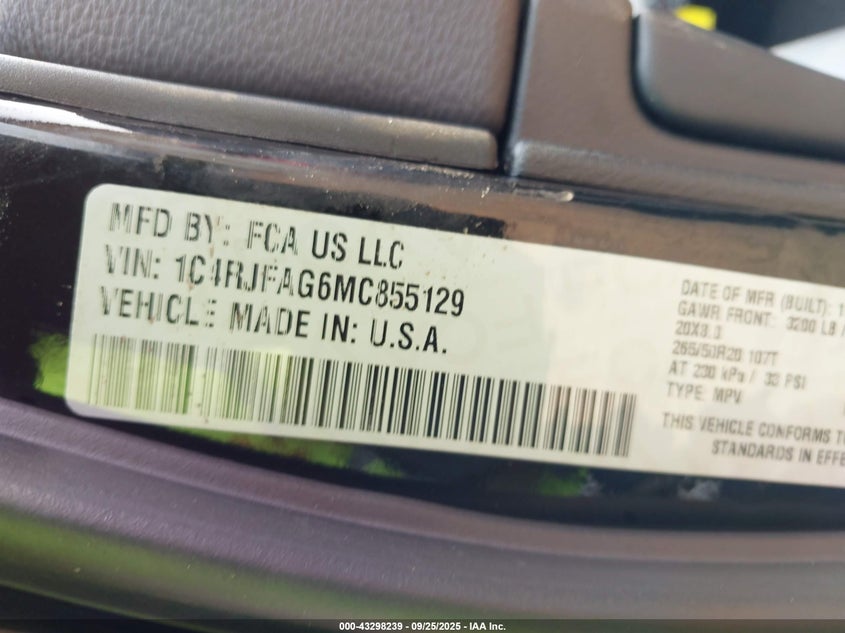 MFD BY: FCA US LLC
VIN: 1C4RJFAG6MC855129
VEHICLE MADE IN: U.S.A.
DATE OF MFR (BUILT): 1
GAWR FRONT: 3200 LB /
20X8.0
265/50R20 107T
AT 230 kPa / 33 PSI
TYPE: MPV
THIS VEHICLE CONFORMS TO
STANDARDS IN EFFE
000-43298239 - 09/25/2025 - IAA Inc.